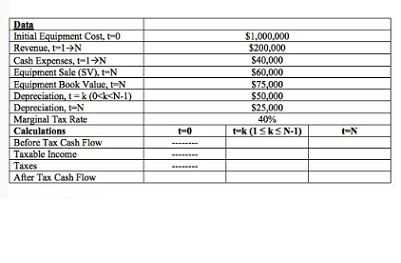 Data
Initial Equipment Cost, t=0 $1,000,000
Revenue, t=1→N $200,000
Cash Expenses, t=1→N $40,000
Equipment Sale (SV), t=N $60,000
Equipment Book Value, t=N $75,000
Depreciation, t = k (0<k<N-1) $50,000
Depreciation, t=N $25,000
Marginal Tax Rate 40%
Calculations t=0 t=k (1 ≤ k ≤ N-1) t=N
Before Tax Cash Flow --------
Taxable Income --------
Taxes --------
After Tax Cash Flow